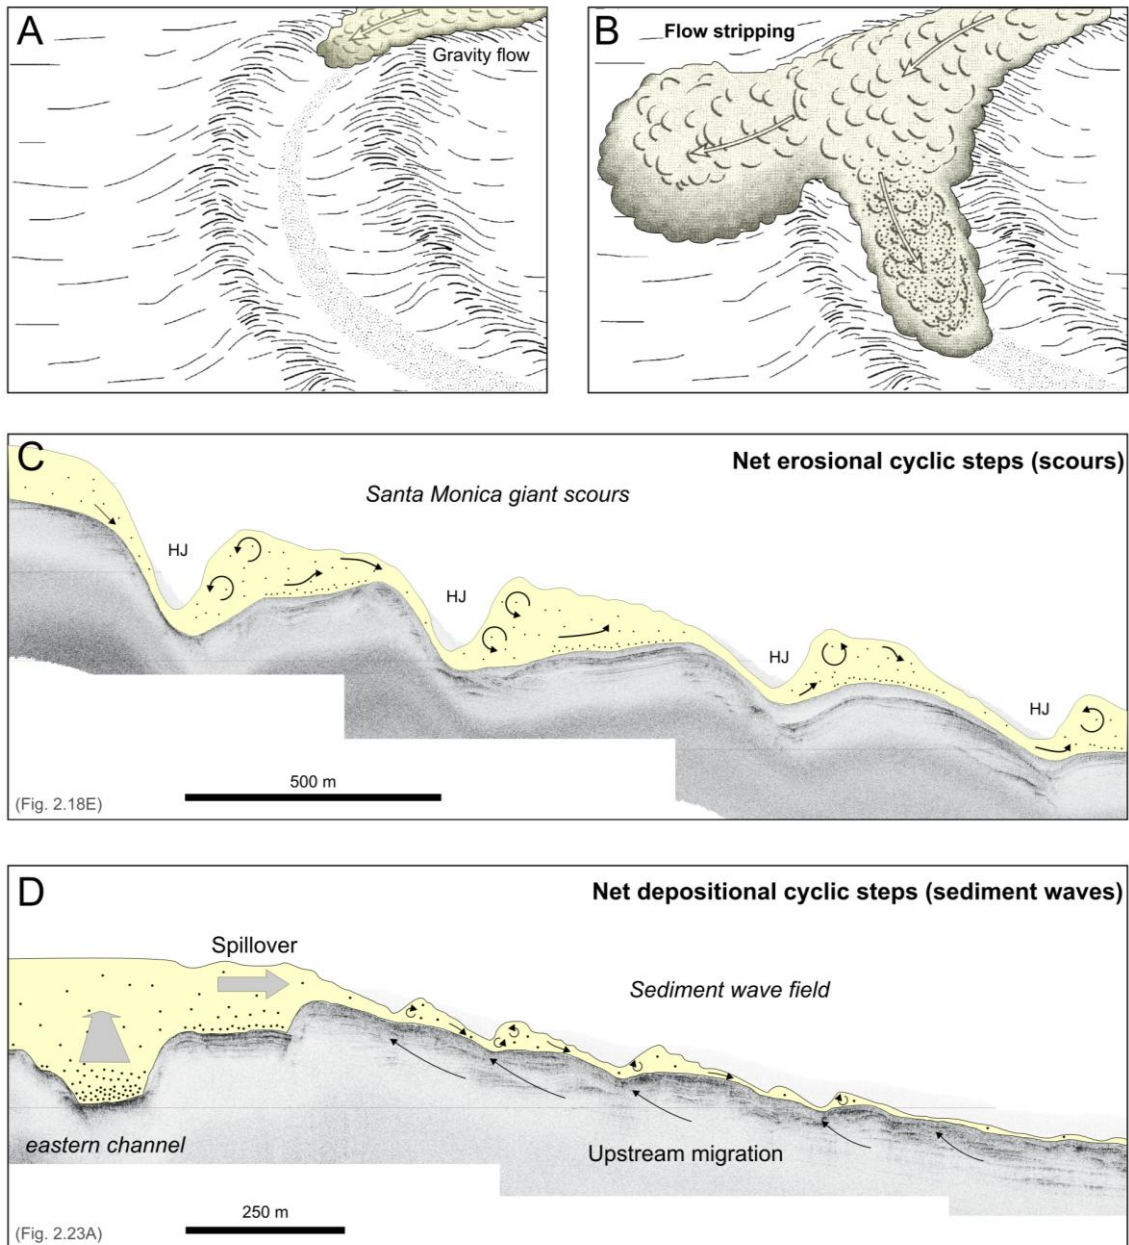 A
Gravity flow
B
Flow stripping
C
Net erosional cyclic steps (scours)
Santa Monica giant scours
HJ
HJ
HJ
HJ
500 m
(Fig. 2.18E)
D
Net depositional cyclic steps (sediment waves)
Spillover
Sediment wave field
eastern channel
Upstream migration
250 m
(Fig. 2.23A)